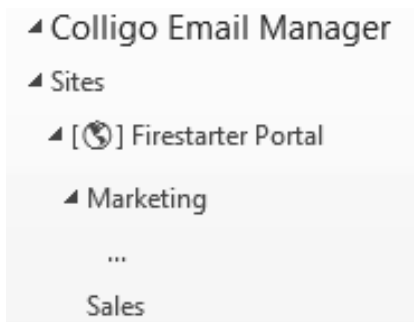 Colligo Email Manager
Sites
[] Firestarter Portal
Marketing
...
Sales